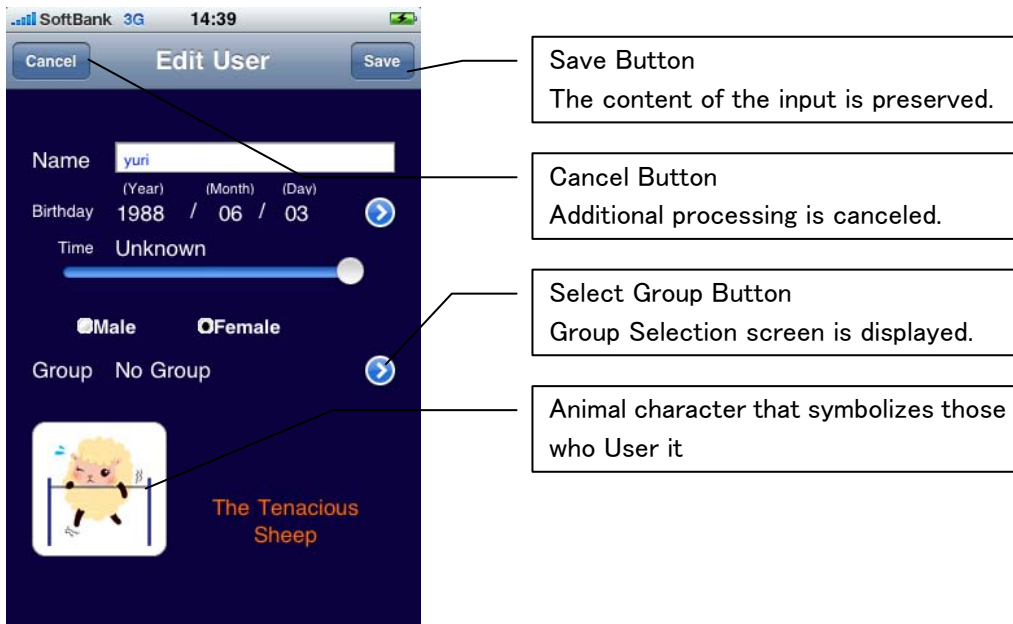 SoftBank 3G 14:39
Cancel Edit User Save
Name yuri
(Year) (Month) (Day)
Birthday 1988 / 06 / 03
Time Unknown
Male Female
Group No Group
The Tenacious
Sheep
Save Button
The content of the input is preserved.
Cancel Button
Additional processing is canceled.
Select Group Button
Group Selection screen is displayed.
Animal character that symbolizes those
who User it